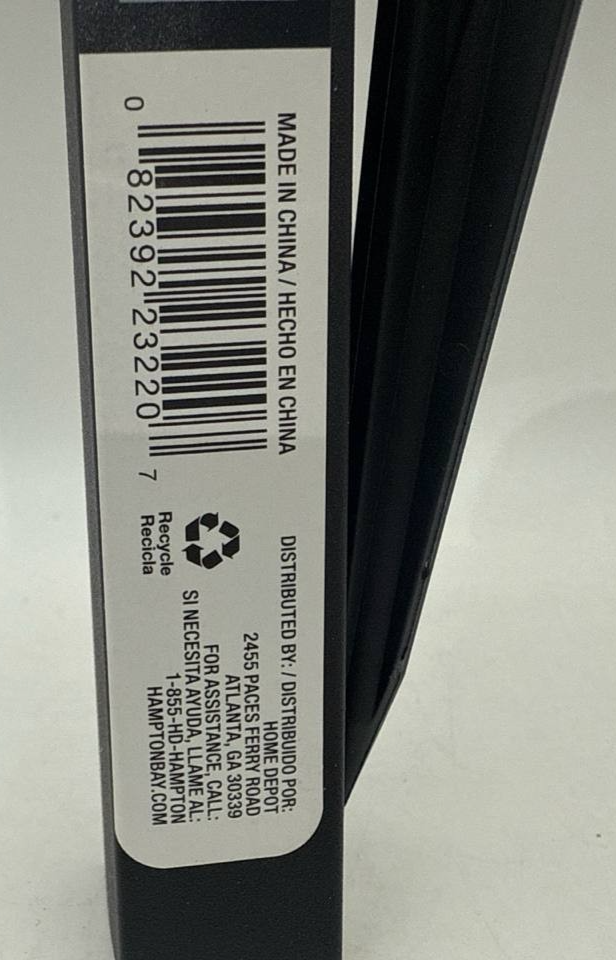 MADE IN CHINA / HECHO EN CHINA
0 82392 23220 7
DISTRIBUTED BY: / DISTRIBUIDO POR:
HOME DEPOT
2455 PACES FERRY ROAD
ATLANTA, GA 30339
FOR ASSISTANCE, CALL:
SI NECESITA AYUDA, LLAME AL:
1-855-HD-HAMPTON
HAMPTONBAY.COM
Recycle
Recicla